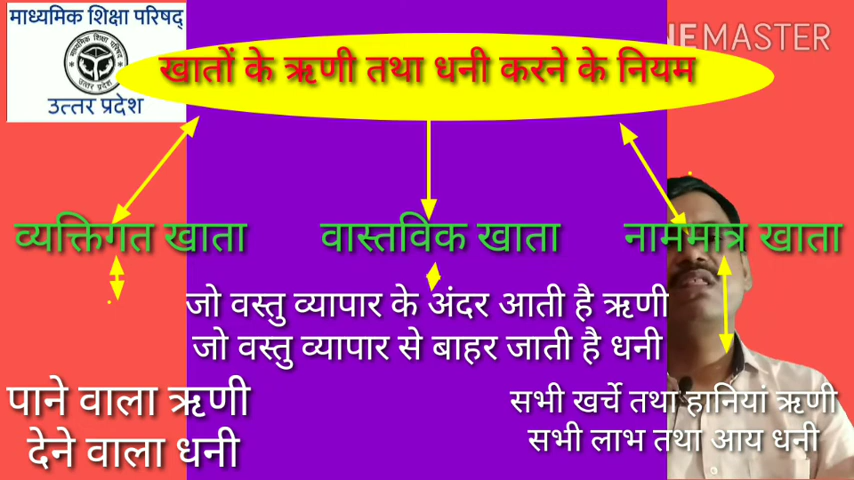 माध्यमिक शिक्षा परिषद्
उत्तर प्रदेश
NEMASTER
खातों के ऋणी तथा धनी करने के नियम
व्यक्तिगत खाता
वास्तविक खाता
नाममात्र खाता
जो वस्तु व्यापार के अंदर आती है ऋणी
जो वस्तु व्यापार से बाहर जाती है धनी
पाने वाला ऋणी
देने वाला धनी
सभी खर्चे तथा हानियां ऋणी
सभी लाभ तथा आय धनी